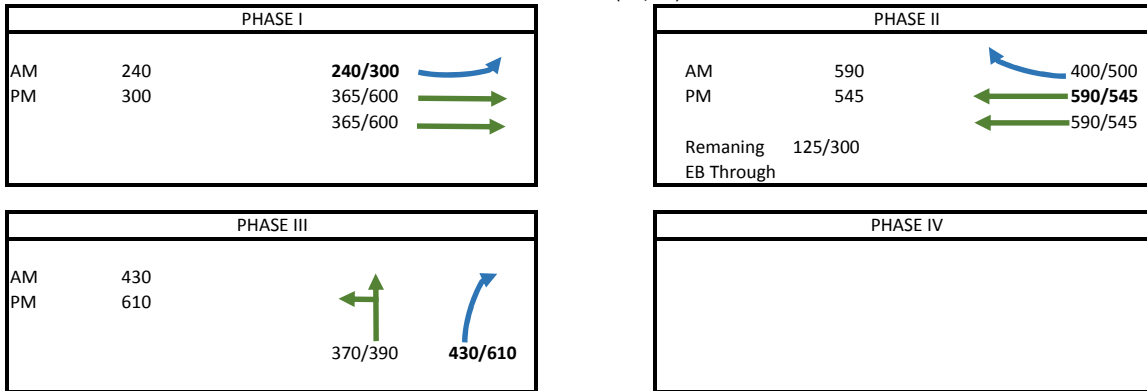 PHASE I
AM 240 240/300
PM 300 365/600
365/600
PHASE II
AM 590 400/500
PM 545 590/545
590/545
Remaning 125/300
EB Through
PHASE III
AM 430
PM 610
370/390 430/610
PHASE IV